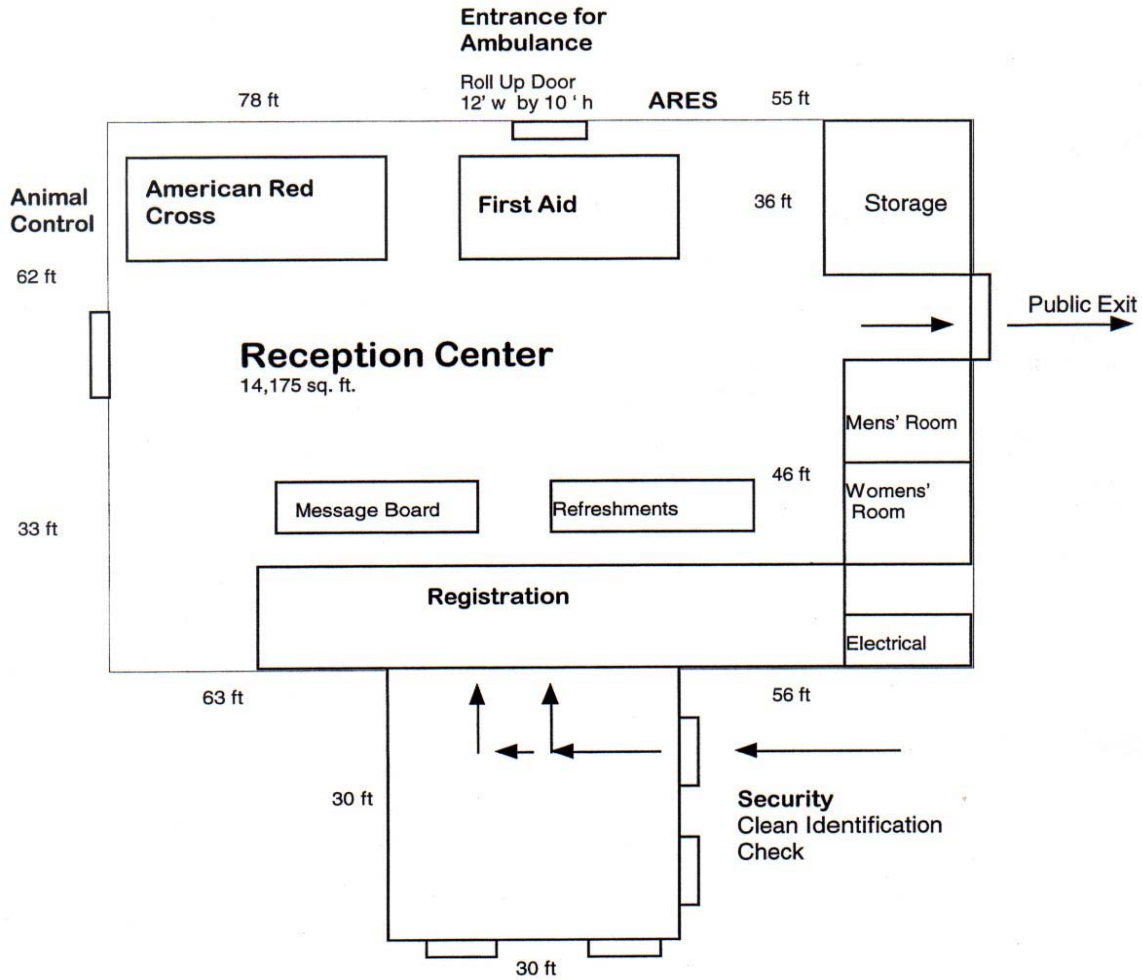 Entrance for
Ambulance
Roll Up Door
12' w by 10 ' h
ARES
78 ft
55 ft
American Red
Cross
First Aid
Storage
Animal
Control
36 ft
62 ft
Public Exit
Reception Center
14,175 sq. ft.
Mens' Room
46 ft
Womens'
Room
Message Board
Refreshments
33 ft
Registration
Electrical
63 ft
56 ft
30 ft
Security
Clean Identification
Check
30 ft